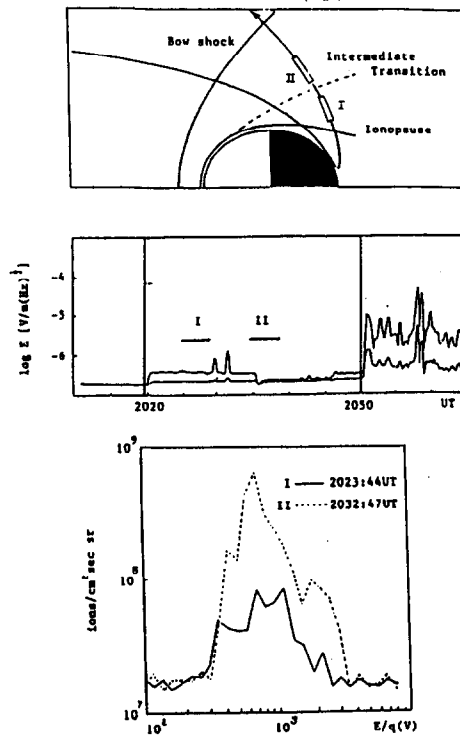 Bow shock
Intermediate
Transition
II
I
Ionopause
log E [V/m(Hz)½]
-4
-5
-6
I
II
2020
2050
UT
ions/cm²sec sr
10⁹
10⁸
10⁷
I — 2023:44UT
II ····· 2032:47UT
10²
10³
E/q(V)